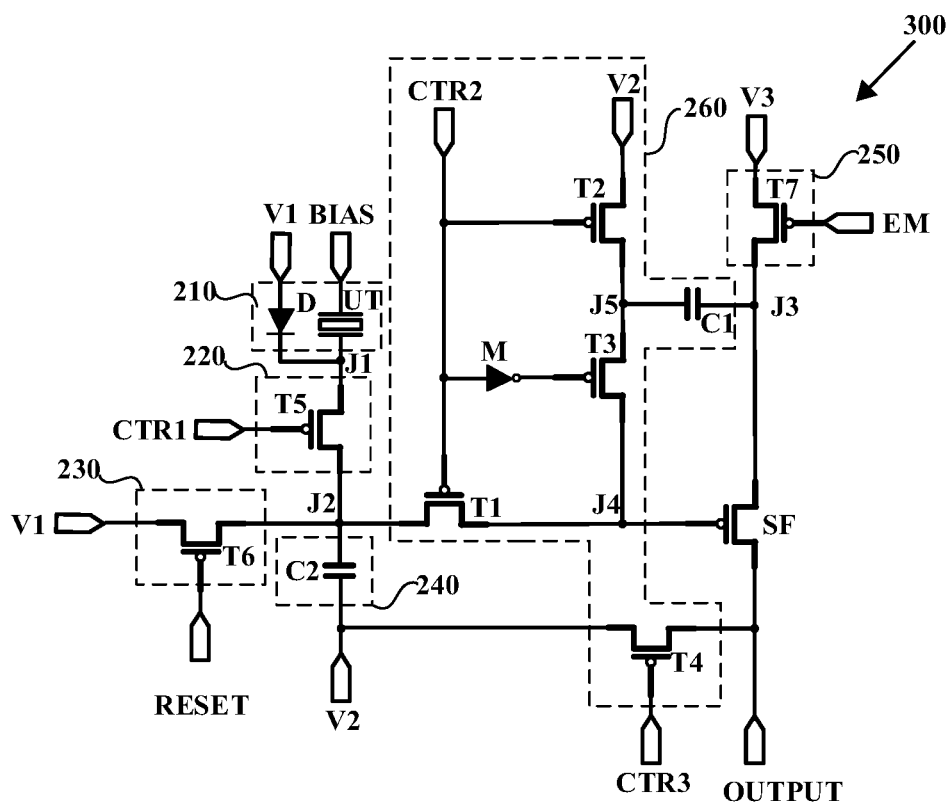 300
CTR2
V2
V3
260
250
T2
T7
V1 BIAS
EM
210
D
UT
J5
C1
J3
J1
M
T3
220
T5
CTR1
230
J2
J4
V1
T1
SF
T6
C2
240
T4
RESET
V2
CTR3
OUTPUT